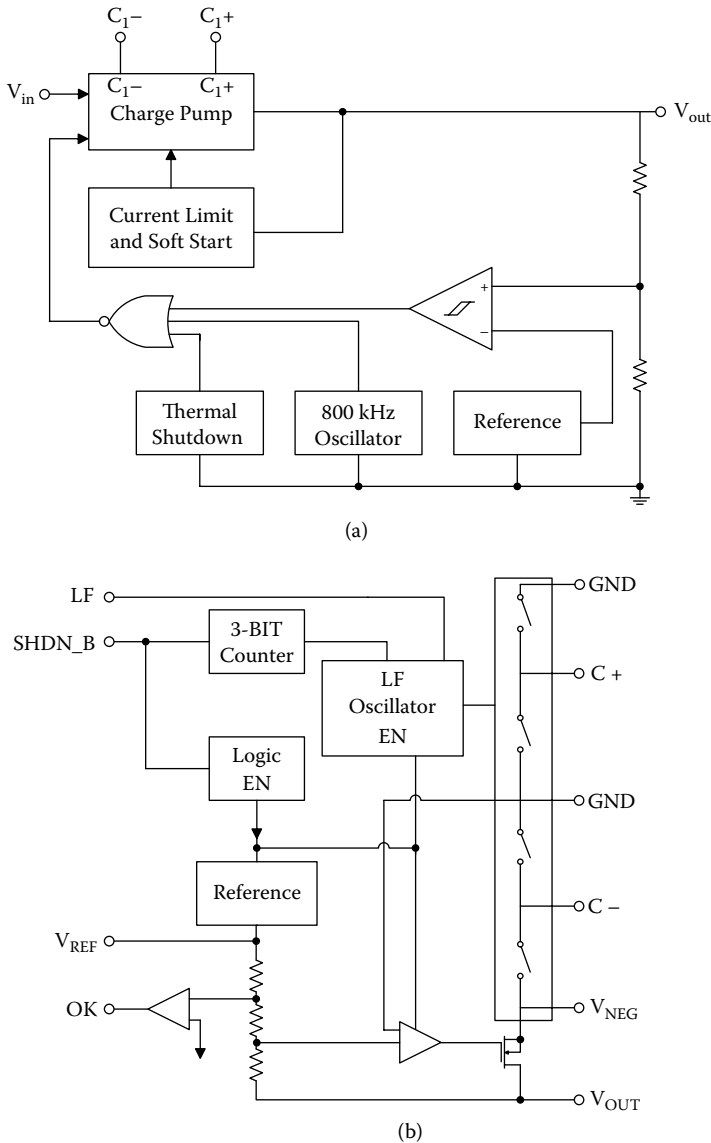 C1− C1+
Vin C1− C1+
Charge Pump Vout
Current Limit
and Soft Start
+
−
Thermal
Shutdown
800 kHz
Oscillator
Reference
(a)
LF GND
SHDN_B 3-BIT
Counter
LF
Oscillator
EN
C +
Logic
EN
GND
Reference
C −
VREF
OK VNEG
VOUT
(b)